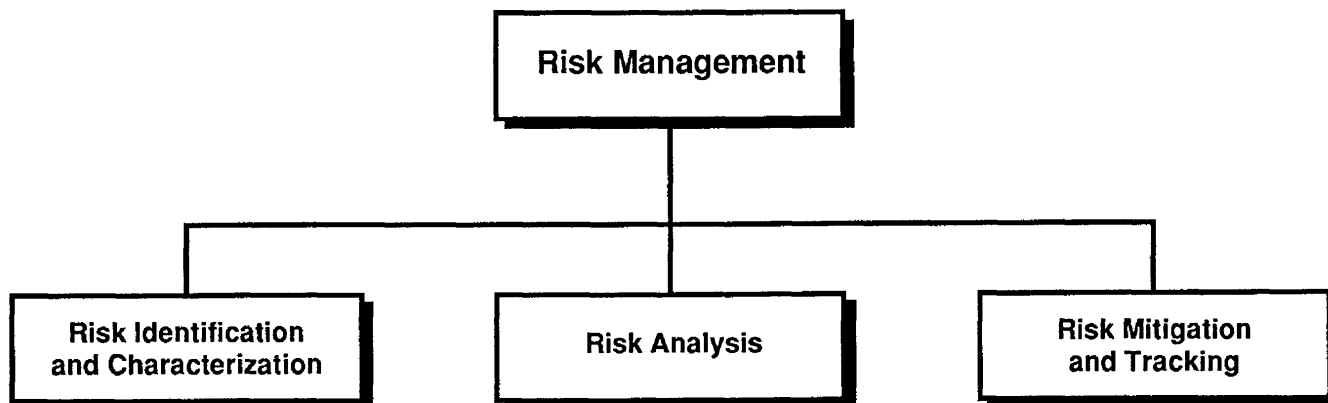 Risk Management
Risk Identification
and Characterization
Risk Analysis
Risk Mitigation
and Tracking